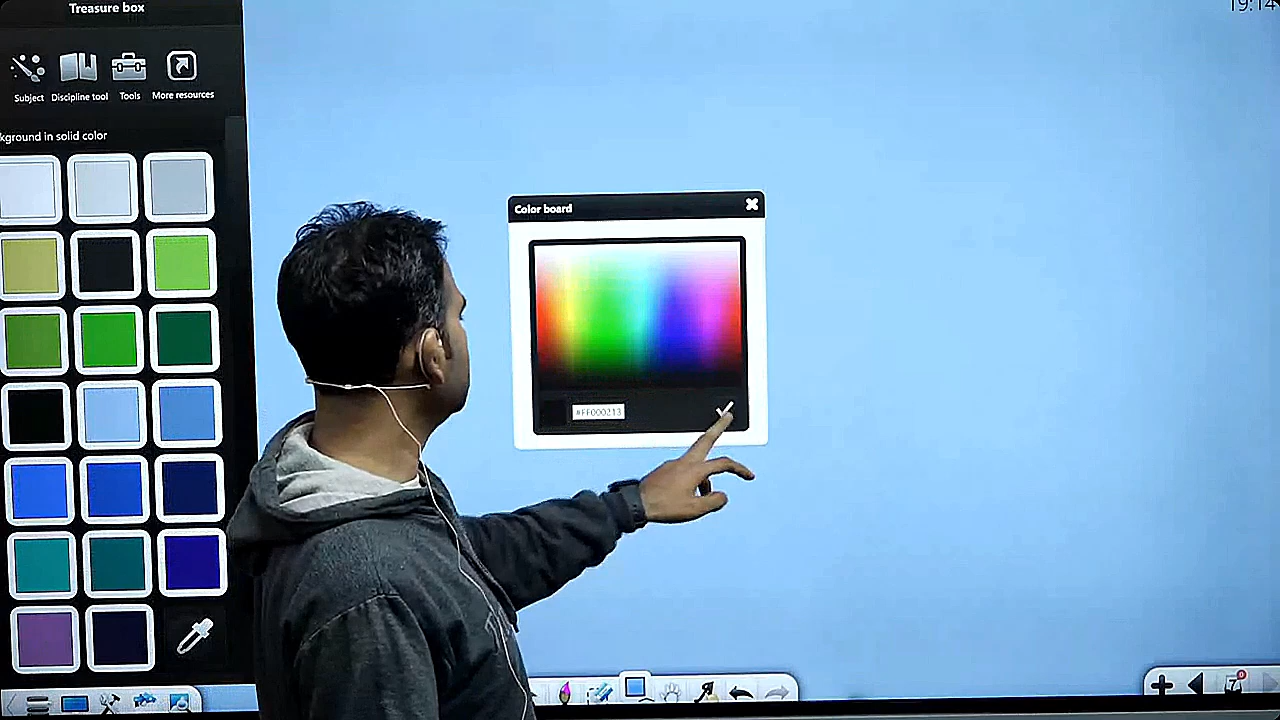 Treasure box
19:14
Subject
Discipline tool
Tools
More resources
kground in solid color
Color board
#FF000213